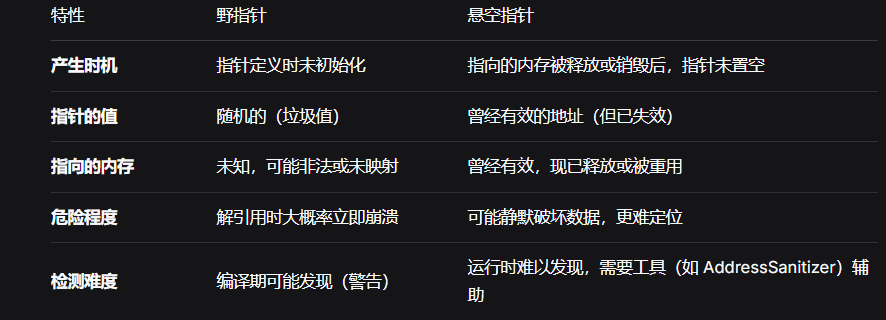 特性 野指针 悬空指针
产生时机 指针定义时未初始化 指向的内存被释放或销毁后，指针未置空
指针的值 随机的（垃圾值） 曾经有效的地址（但已失效）
指向的内存 未知，可能非法或未映射 曾经有效，现已释放或被重用
危险程度 解引用时大概率立即崩溃 可能静默破坏数据，更难定位
检测难度 编译期可能发现（警告） 运行时难以发现，需要工具（如 AddressSanitizer）辅
助